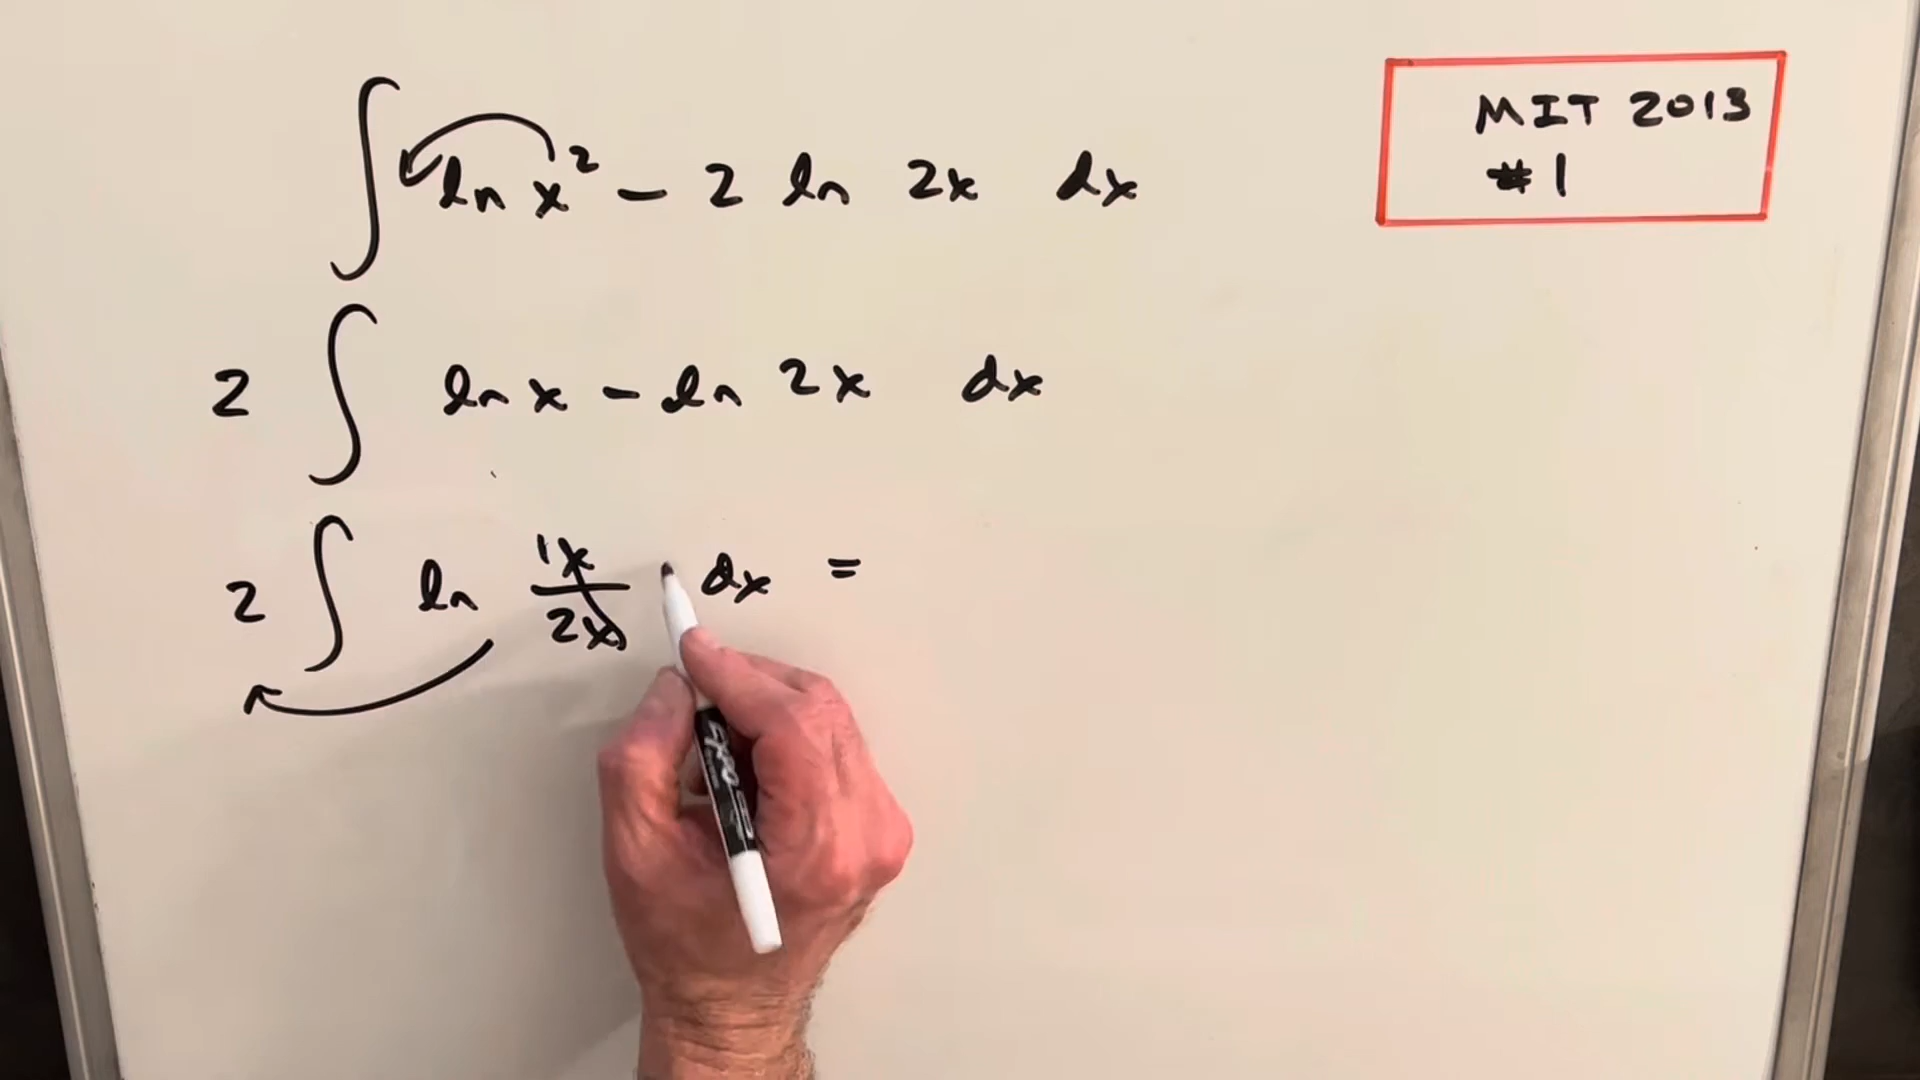 MIT 2013
#1
∫ ln x² - 2 ln 2x dx
2 ∫ ln x - ln 2x dx
2 ∫ ln 1x/2x dx =
EXPO